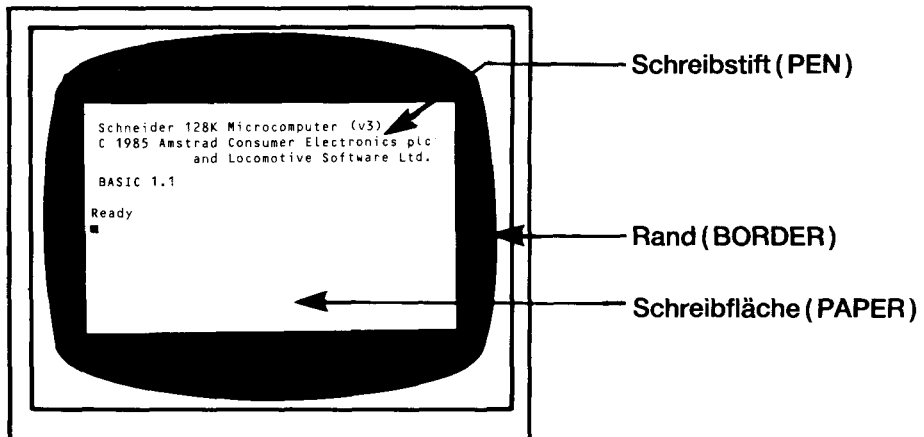 Schreibstift (PEN)
Schneider 128K Microcomputer (v3)
C 1985 Amstrad Consumer Electronics plc
and Locomotive Software Ltd.
BASIC 1.1
Ready
Rand (BORDER)
Schreibfläche (PAPER)